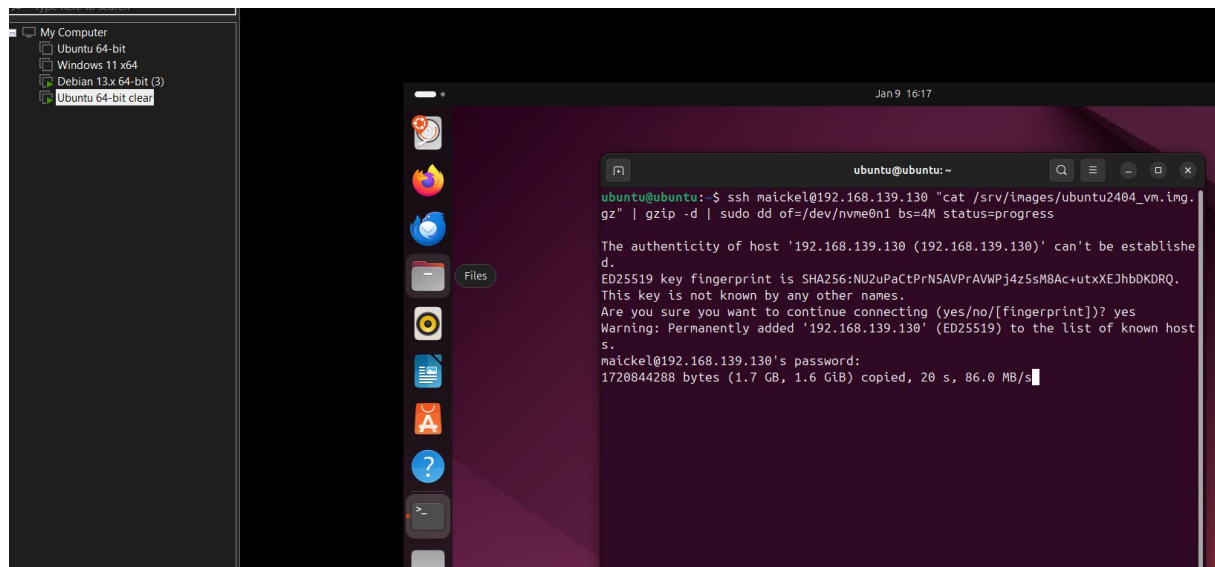 Type here to search
My Computer
Ubuntu 64-bit
Windows 11 x64
Debian 13.x 64-bit (3)
Ubuntu 64-bit clear
Jan 9 16:17
ubuntu@ubuntu: ~
ubuntu@ubuntu:~$ ssh maickel@192.168.139.130 "cat /srv/images/ubuntu2404_vm.img.
gz" | gzip -d | sudo dd of=/dev/nvme0n1 bs=4M status=progress
The authenticity of host '192.168.139.130 (192.168.139.130)' can't be establishe
d.
ED25519 key fingerprint is SHA256:NU2uPaCtPrN5AVPrAVWPj4z5sM8Ac+utxXEJhbDKDRQ.
This key is not known by any other names.
Are you sure you want to continue connecting (yes/no/[fingerprint])? yes
Warning: Permanently added '192.168.139.130' (ED25519) to the list of known host
s.
maickel@192.168.139.130's password:
1720844288 bytes (1.7 GB, 1.6 GiB) copied, 20 s, 86.0 MB/s
Files